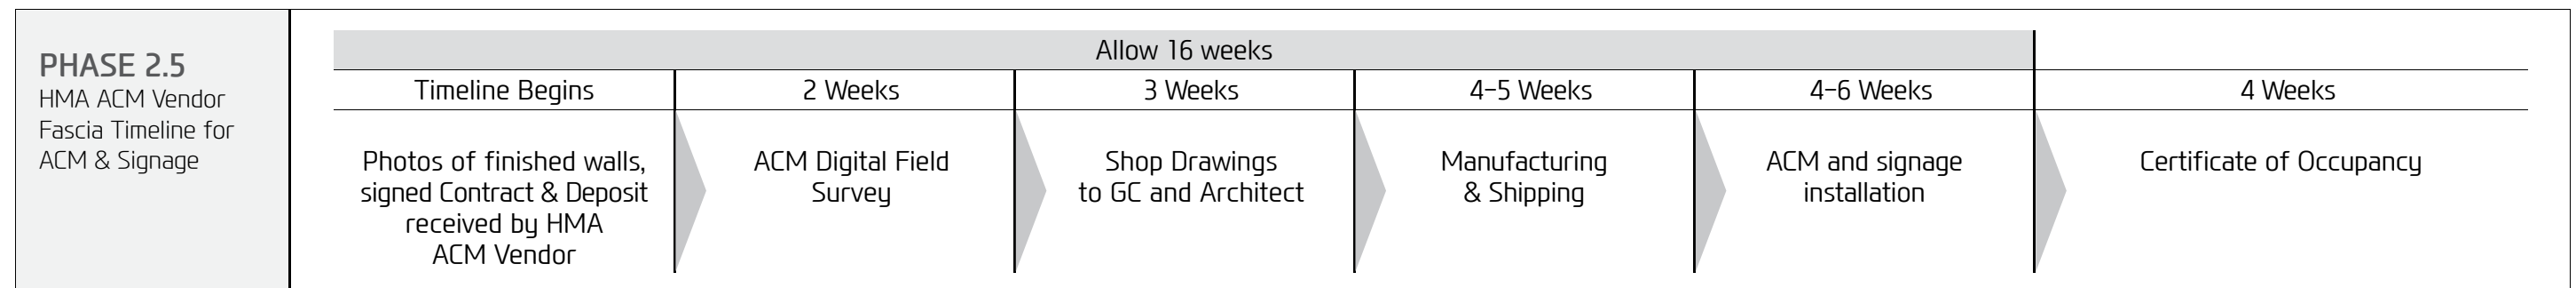 PHASE 2.5
HMA ACM Vendor
Fascia Timeline for
ACM & Signage
Allow 16 weeks
Timeline Begins
2 Weeks
3 Weeks
4–5 Weeks
4–6 Weeks
4 Weeks
Photos of finished walls,
signed Contract & Deposit
received by HMA
ACM Vendor
ACM Digital Field
Survey
Shop Drawings
to GC and Architect
Manufacturing
& Shipping
ACM and signage
installation
Certificate of Occupancy